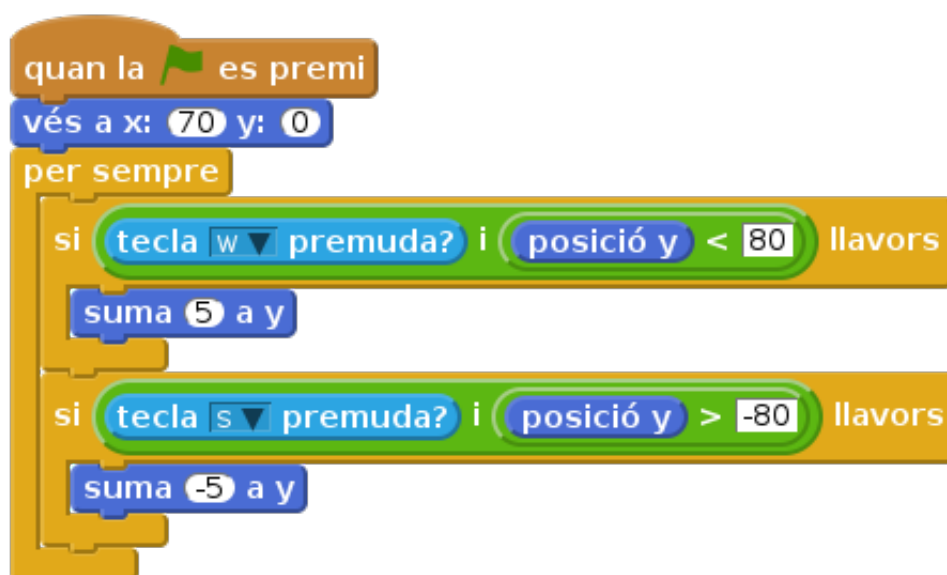 quan la es premi
vés a x: 70 y: 0
per sempre
si tecla w premuda? i posició y < 80 llavors
suma 5 a y
si tecla s premuda? i posició y > -80 llavors
suma -5 a y